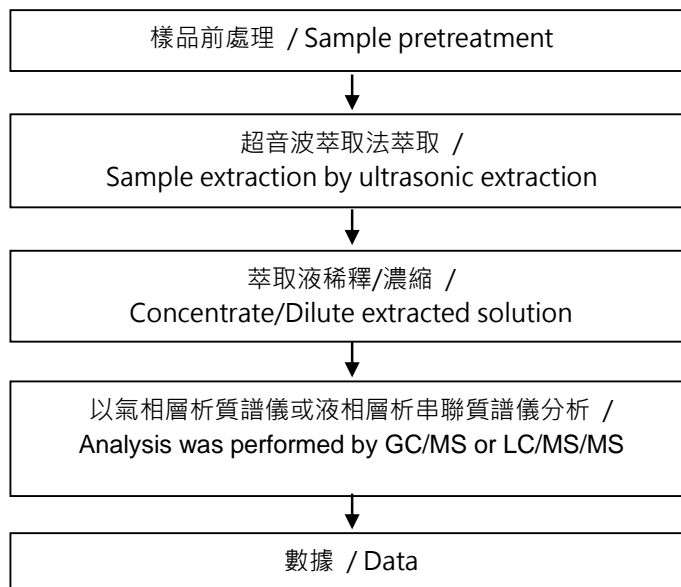 樣品前處理 / Sample pretreatment
超音波萃取法萃取 /
Sample extraction by ultrasonic extraction
萃取液稀釋/濃縮 /
Concentrate/Dilute extracted solution
以氣相層析質譜儀或液相層析串聯質譜儀分析 /
Analysis was performed by GC/MS or LC/MS/MS
數據 / Data